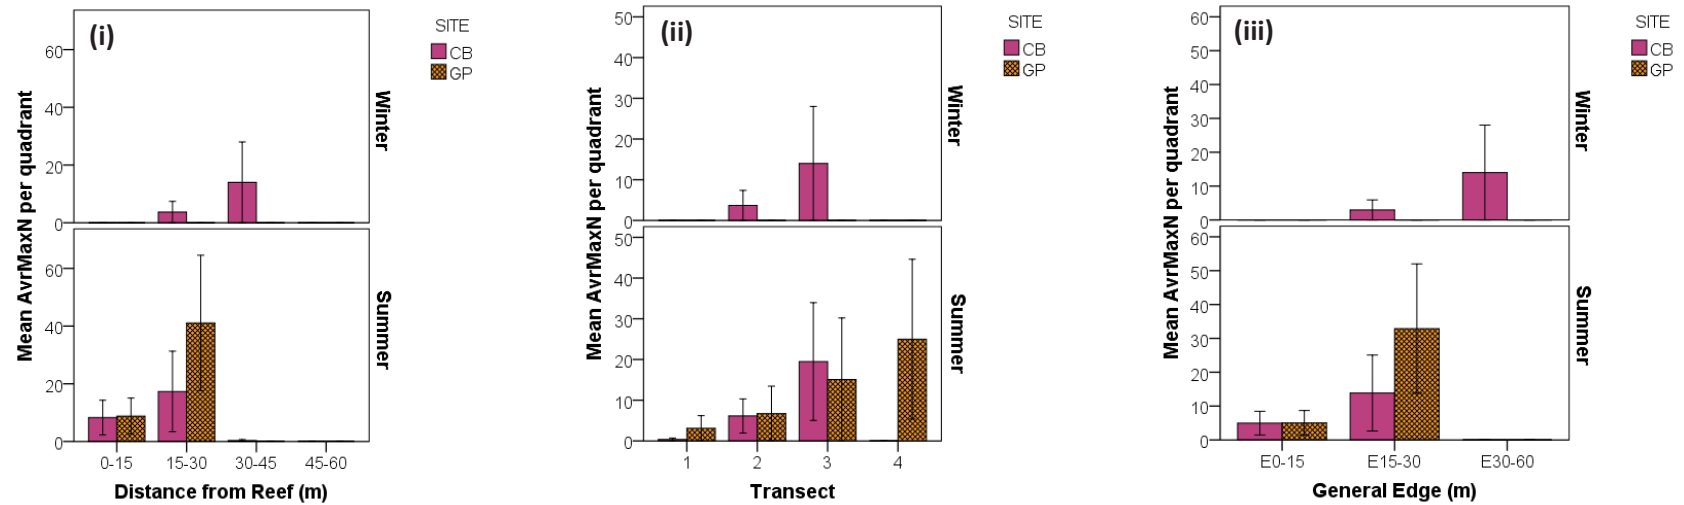 (i)
SITE
CB
GP
Mean AvrMaxN per quadrant
60
40
20
0
Winter
60
40
20
0
Summer
0-15 15-30 30-45 45-60
Distance from Reef (m)
(ii)
SITE
CB
GP
Mean AvrMaxN per quadrant
50
40
30
20
10
0
Winter
50
40
30
20
10
0
Summer
1 2 3 4
Transect
(iii)
SITE
CB
GP
Mean AvrMaxN per quadrant
60
50
40
30
20
10
0
Winter
60
50
40
30
20
10
0
Summer
E0-15 E15-30 E30-60
General Edge (m)